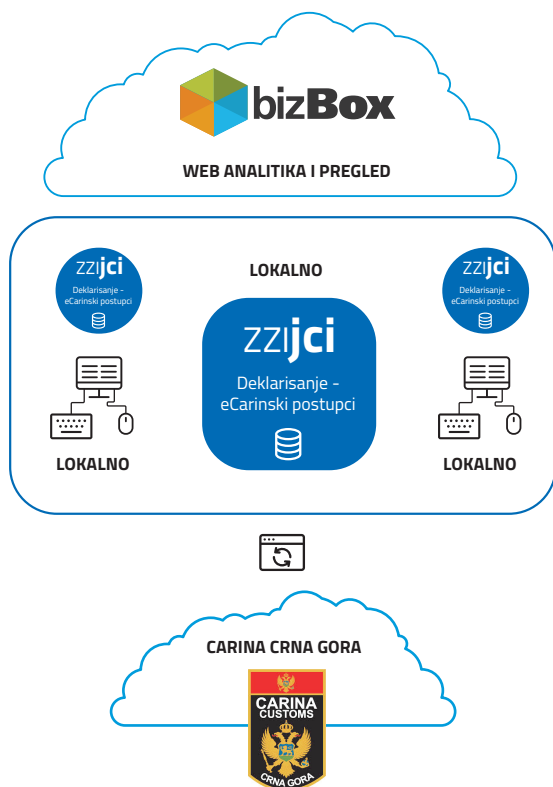 bizBox
WEB ANALITIKA I PREGLED
ZZIjci
Deklarisanje -
eCarinski postupci
LOKALNO
LOKALNO
ZZIjci
Deklarisanje -
eCarinski postupci
ZZIjci
Deklarisanje -
eCarinski postupci
LOKALNO
CARINA CRNA GORA
CARINA
CUSTOMS
CRNA GORA